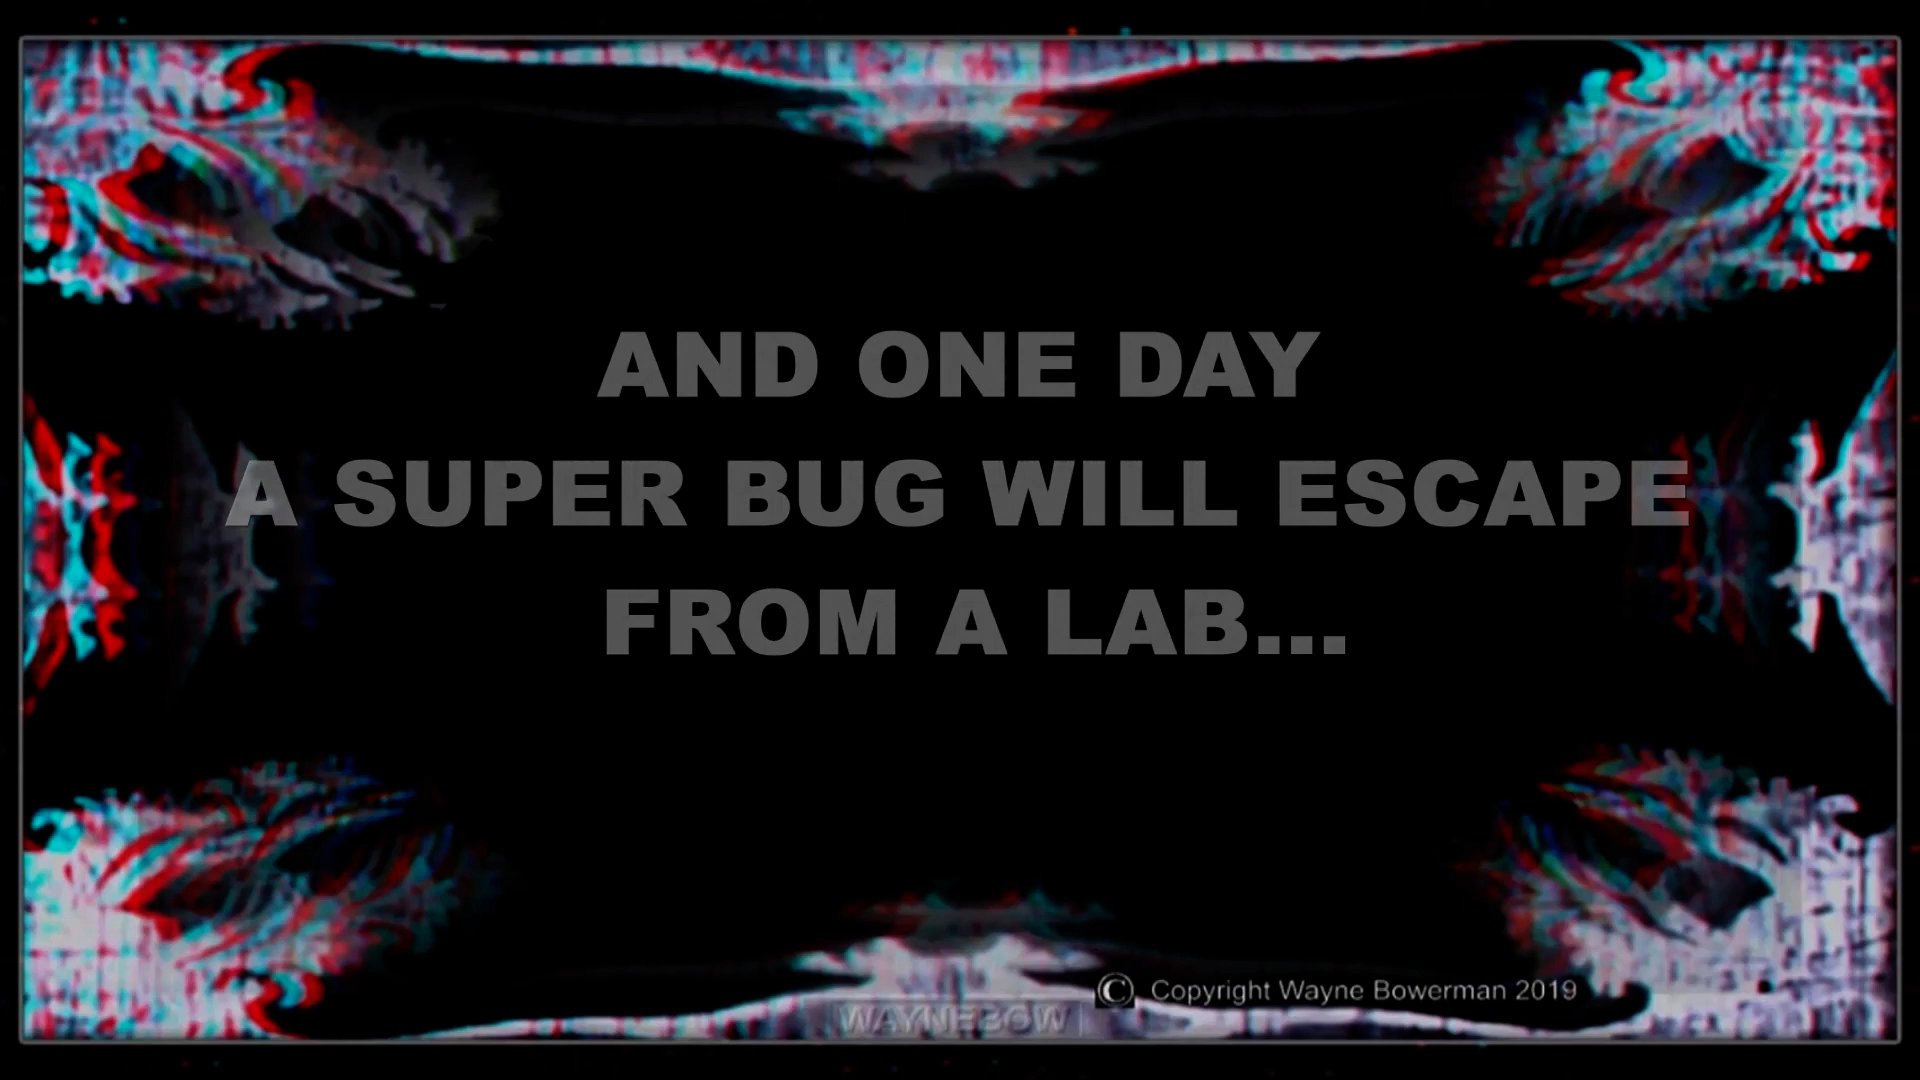 AND ONE DAY
A SUPER BUG WILL ESCAPE
FROM A LAB...
© Copyright Wayne Bowerman 2019
WAYNEBOW